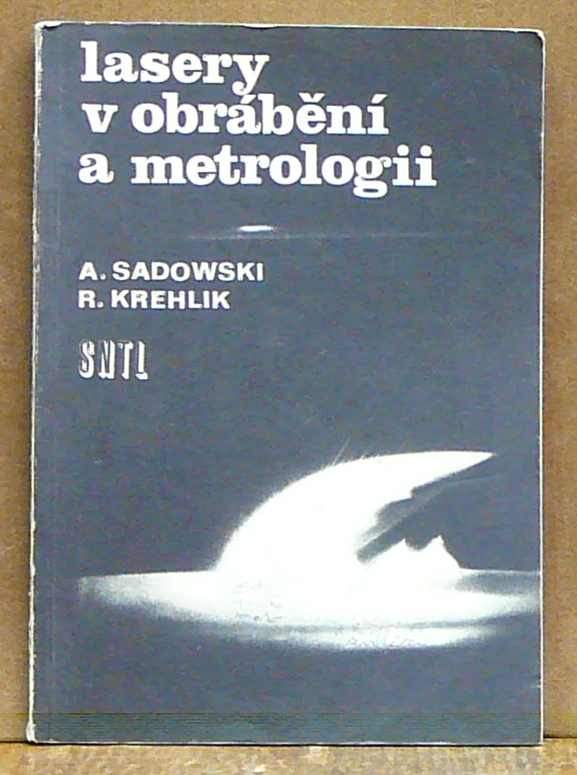 lasery
v obrábění
a metrologii
A. SADOWSKI
R. KREHLIK
SNTL